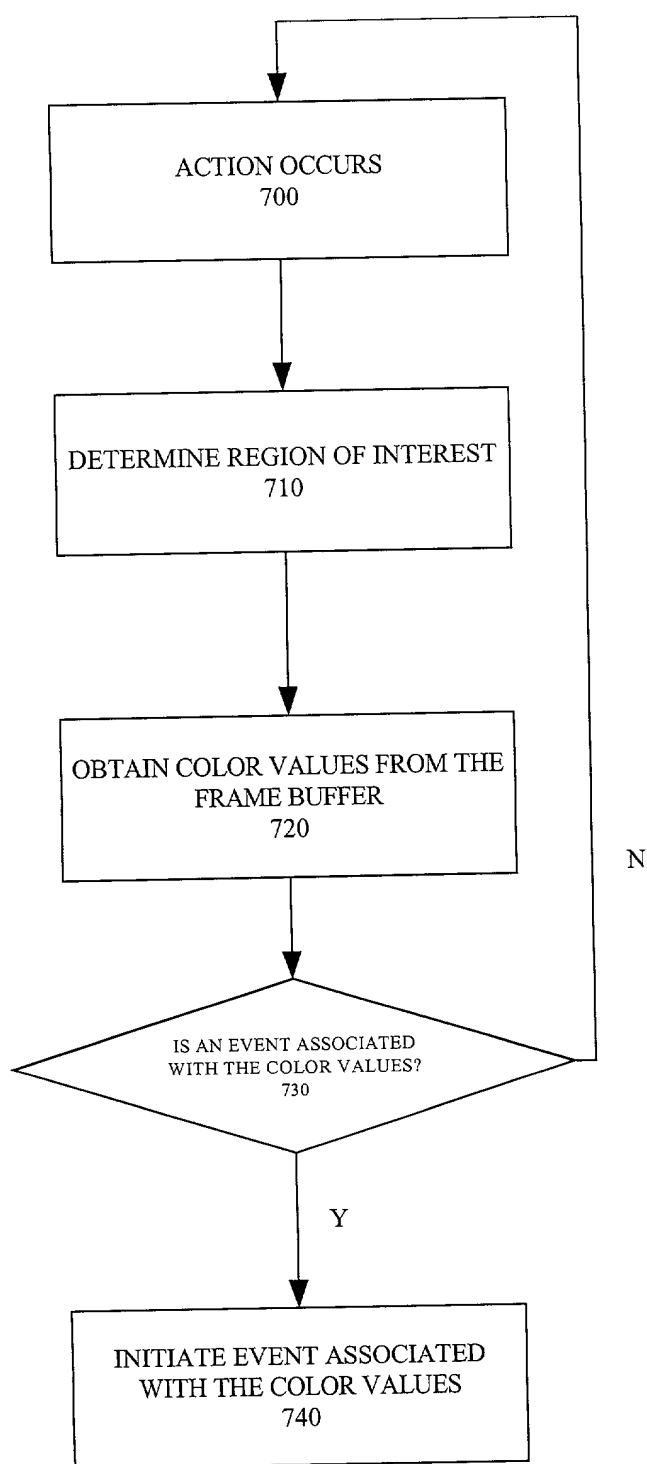 ACTION OCCURS
700
DETERMINE REGION OF INTEREST
710
OBTAIN COLOR VALUES FROM THE
FRAME BUFFER
720
N
IS AN EVENT ASSOCIATED
WITH THE COLOR VALUES?
730
Y
INITIATE EVENT ASSOCIATED
WITH THE COLOR VALUES
740